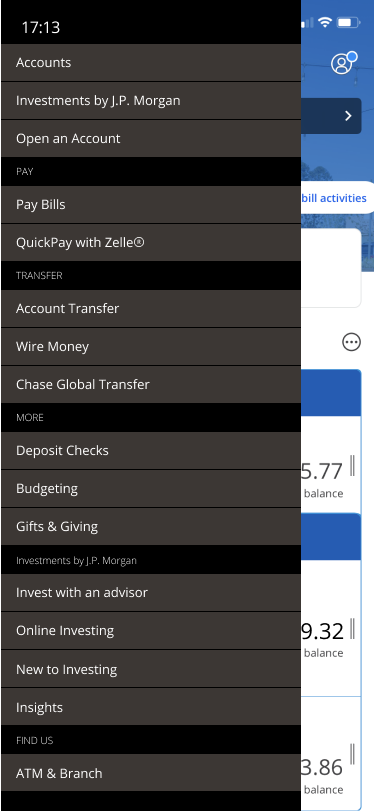 17:13
Accounts
Investments by J.P. Morgan
Open an Account
PAY
bill activities
Pay Bills
QuickPay with Zelle®
TRANSFER
Account Transfer
Wire Money
Chase Global Transfer
MORE
Deposit Checks
5.77
balance
Budgeting
Gifts & Giving
Investments by J.P. Morgan
Invest with an advisor
Online Investing
9.32
balance
New to Investing
Insights
FIND US
ATM & Branch
3.86
balance